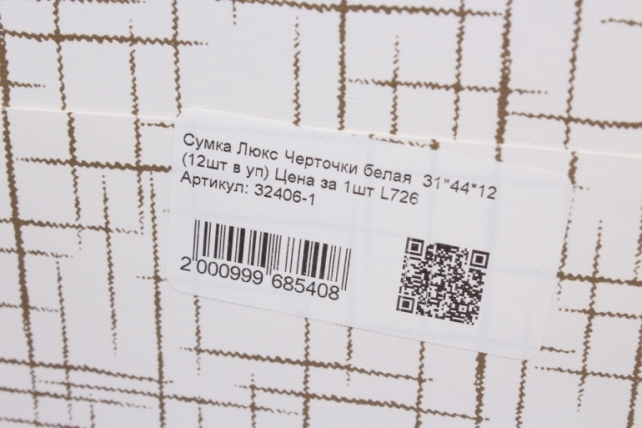 Сумка Люкс Черточки белая 31*44*12
(12шт в уп) Цена за 1шт L726
Артикул: 32406-1
2 000999 685408